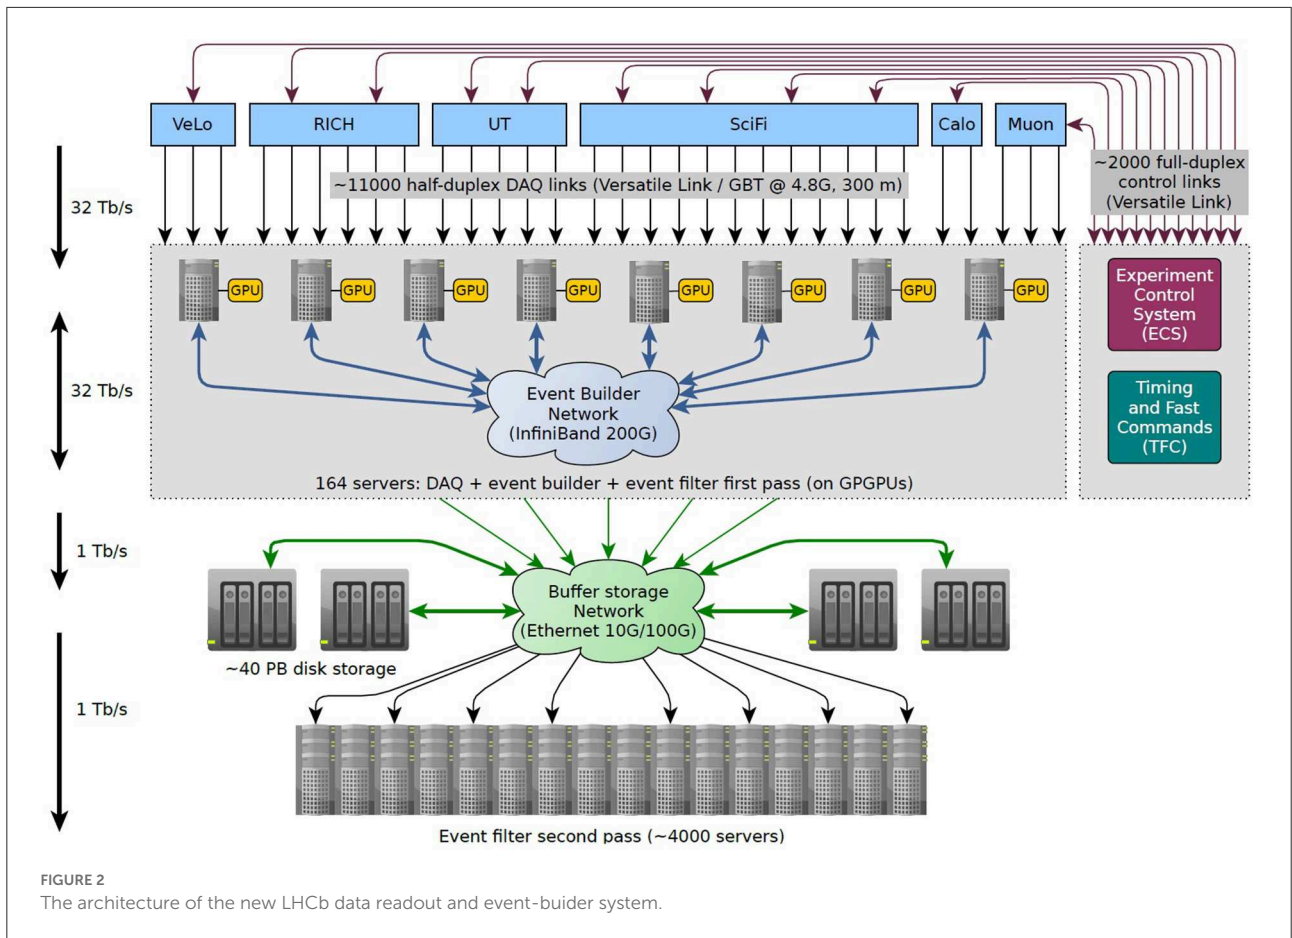 VeLo
RICH
UT
SciFi
Calo
Muon
~11000 half-duplex DAQ links (Versatile Link / GBT @ 4.8G, 300 m)
~2000 full-duplex
control links
(Versatile Link)
32 Tb/s
GPU
GPU
GPU
GPU
GPU
GPU
GPU
GPU
Experiment
Control
System
(ECS)
32 Tb/s
Event Builder
Network
(InfiniBand 200G)
Timing
and Fast
Commands
(TFC)
164 servers: DAQ + event builder + event filter first pass (on GPGPUs)
1 Tb/s
Buffer storage
Network
(Ethernet 10G/100G)
~40 PB disk storage
1 Tb/s
Event filter second pass (~4000 servers)
FIGURE 2
The architecture of the new LHCb data readout and event-buider system.